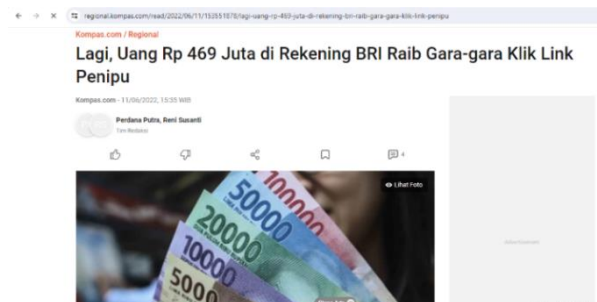 regional.kompas.com/read/2022/06/11/153551878/lagi-uang-rp-469-juta-di-rekening-bri-raib-gara-gara-klik-link-penipu
Kompas.com / Regional
Lagi, Uang Rp 469 Juta di Rekening BRI Raib Gara-gara Klik Link
Penipu
Kompas.com - 11/06/2022, 15:35 WIB
Perdana Putra, Reni Susanti
Tim Redaksi
4
Lihat Foto
100000
50000
20000
10000
5000